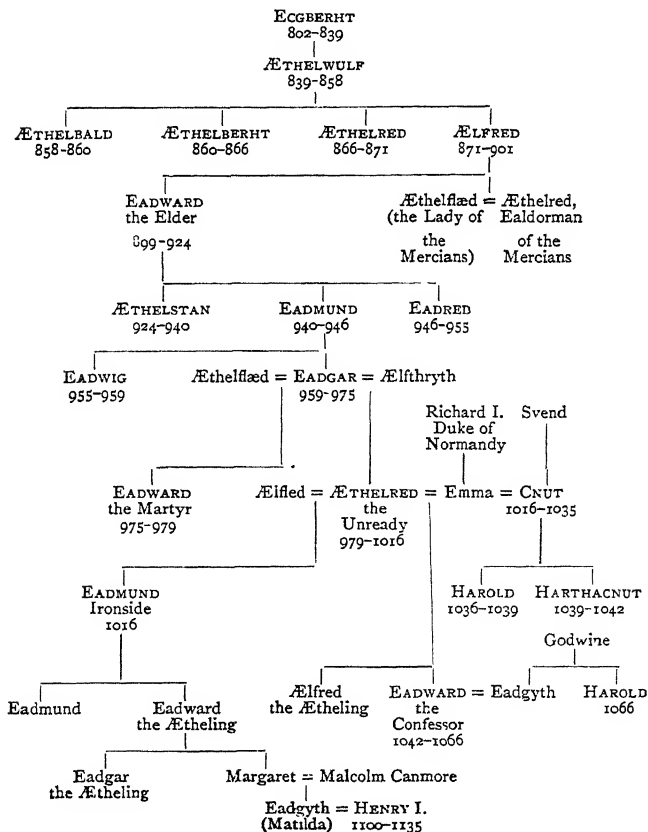 ECGBERHT
802–839
ÆTHELWULF
839–858
ÆTHELBALD ÆTHELBERHT ÆTHELRED ÆLFRED
858–860 860–866 866–871 871–901
EADWARD Æthelflæd = Æthelred,
the Elder (the Lady of Ealdorman
899–924 the of the
Mercians) Mercians
ÆTHELSTAN EADMUND EADRED
924–940 940–946 946–955
EADWIG Æthelflæd = EADGAR = Ælfthryth
955–959 959–975
Richard I. Svend
Duke of
Normandy
EADWARD Ælfled = ÆTHELRED = Emma = CNUT
the Martyr the 1016–1035
975–979 Unready
979–1016
EADMUND HAROLD HARTHACNUT
Ironside 1036–1039 1039–1042
1016
Godwine
Eadmund Eadward Ælfred EADWARD = Eadgyth HAROLD
the Ætheling the Ætheling the 1066
Confessor
1042–1066
Eadgar Margaret = Malcolm Canmore
the Ætheling
Eadgyth = HENRY I.
(Matilda) 1100–1135